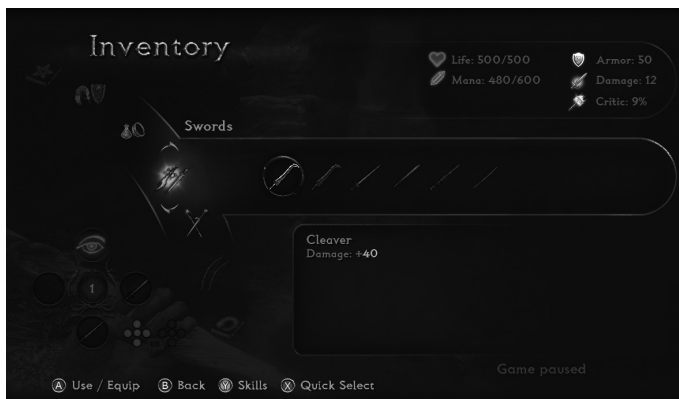 Inventory
Life: 500/500
Armor: 50
Mana: 480/600
Damage: 12
Critic: 9%
Swords
Cleaver
Damage: +40
1
Game paused
A Use / Equip B Back Y Skills X Quick Select